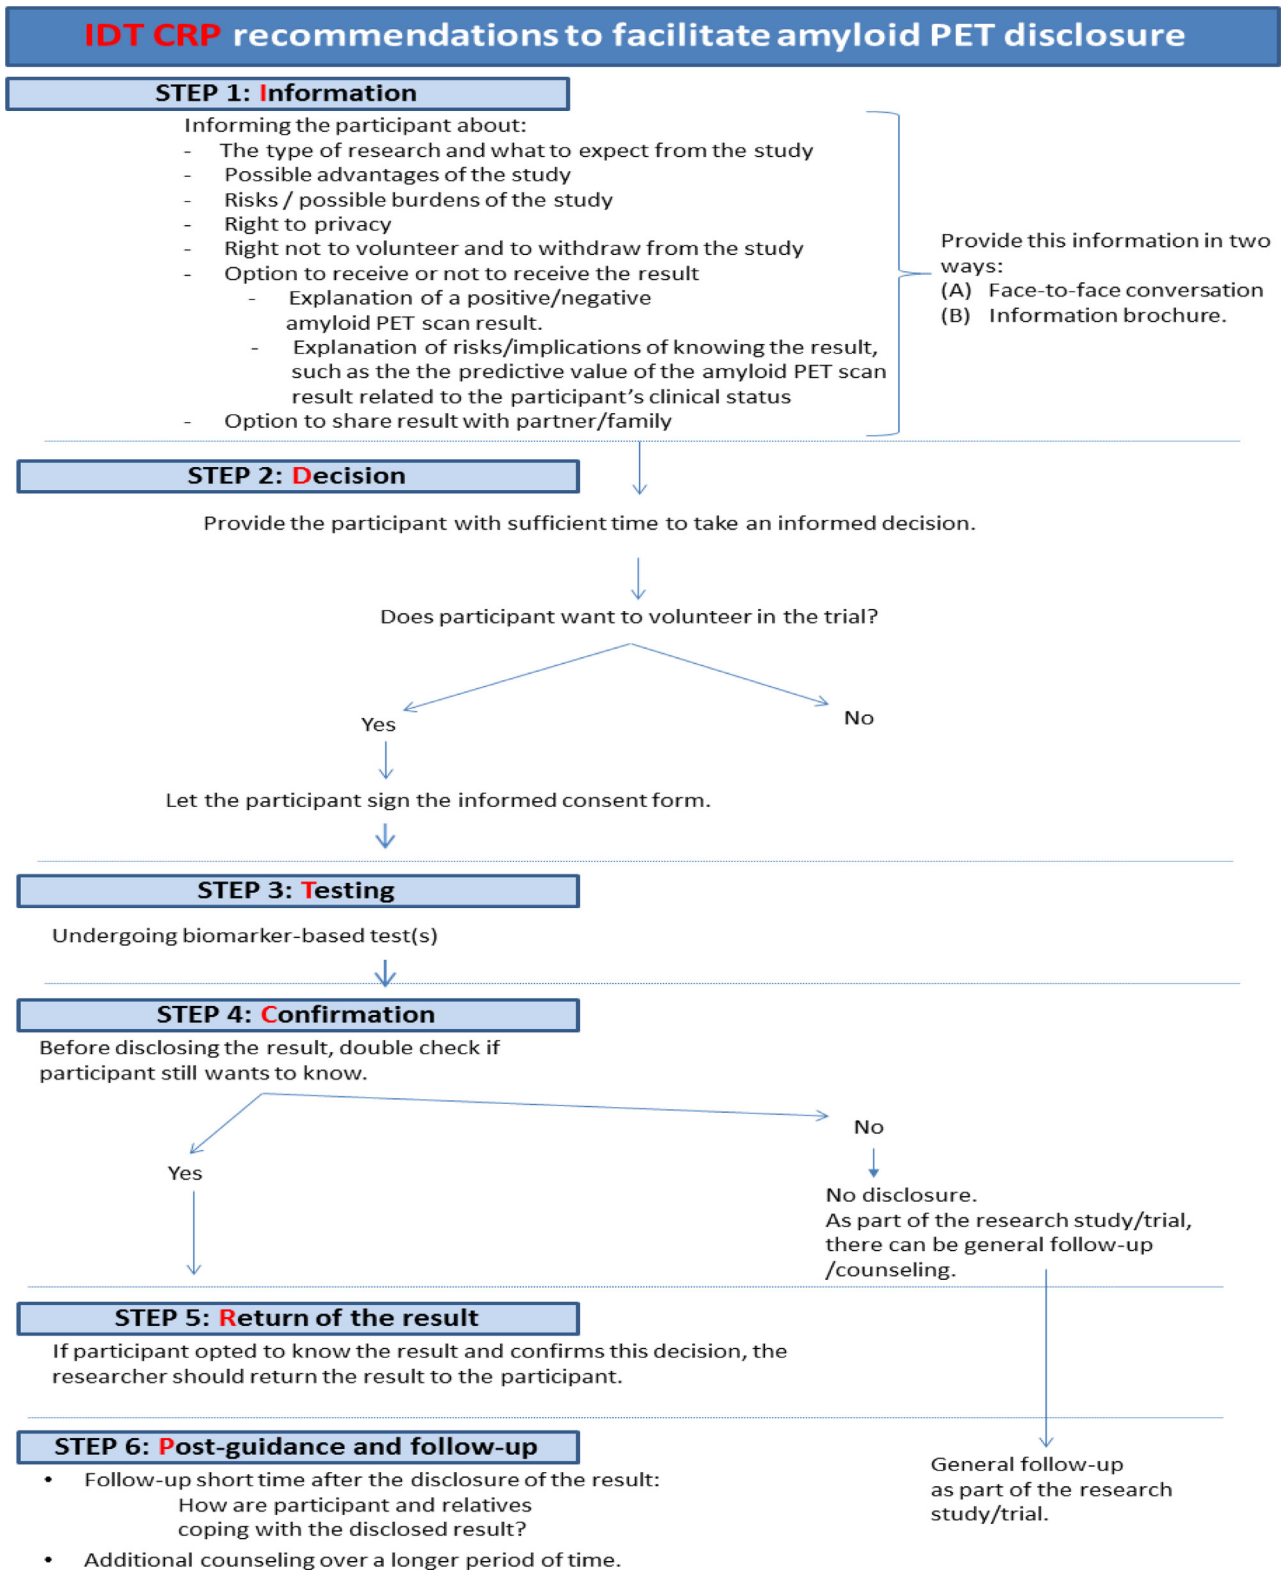 IDT CRP recommendations to facilitate amyloid PET disclosure
STEP 1: Information
Informing the participant about:
- The type of research and what to expect from the study
- Possible advantages of the study
- Risks / possible burdens of the study
- Right to privacy
- Right not to volunteer and to withdraw from the study
- Option to receive or not to receive the result
- Explanation of a positive/negative
amyloid PET scan result.
- Explanation of risks/implications of knowing the result,
such as the the predictive value of the amyloid PET scan
result related to the participant's clinical status
- Option to share result with partner/family
Provide this information in two
ways:
(A) Face-to-face conversation
(B) Information brochure.
STEP 2: Decision
Provide the participant with sufficient time to take an informed decision.
Does participant want to volunteer in the trial?
Yes
No
Let the participant sign the informed consent form.
STEP 3: Testing
Undergoing biomarker-based test(s)
STEP 4: Confirmation
Before disclosing the result, double check if
participant still wants to know.
Yes
No
No disclosure.
As part of the research study/trial,
there can be general follow-up
/counseling.
STEP 5: Return of the result
If participant opted to know the result and confirms this decision, the
researcher should return the result to the participant.
STEP 6: Post-guidance and follow-up
• Follow-up short time after the disclosure of the result:
How are participant and relatives
coping with the disclosed result?
• Additional counseling over a longer period of time.
General follow-up
as part of the research
study/trial.